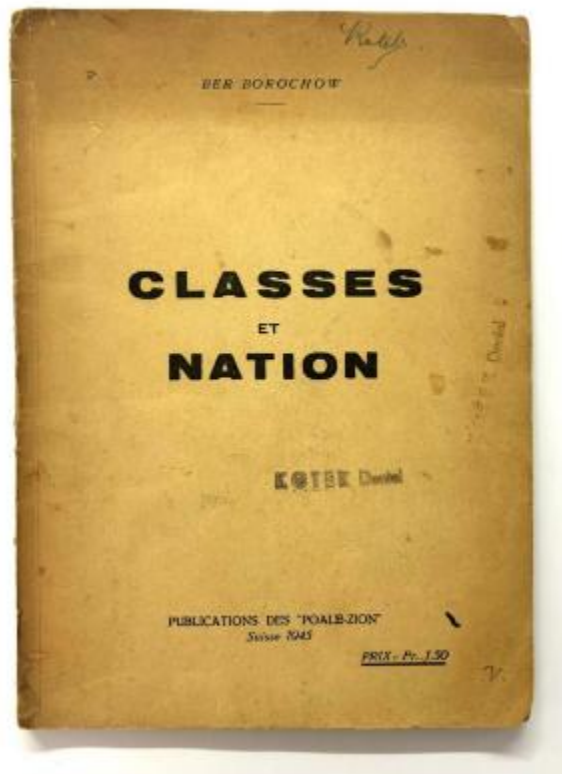 BER BOROCHOW
CLASSES
ET
NATION
KOTEK Daniel
PUBLICATIONS DES "POALE-ZION"
Suisse 1945
PRIX - Fr. 1.50